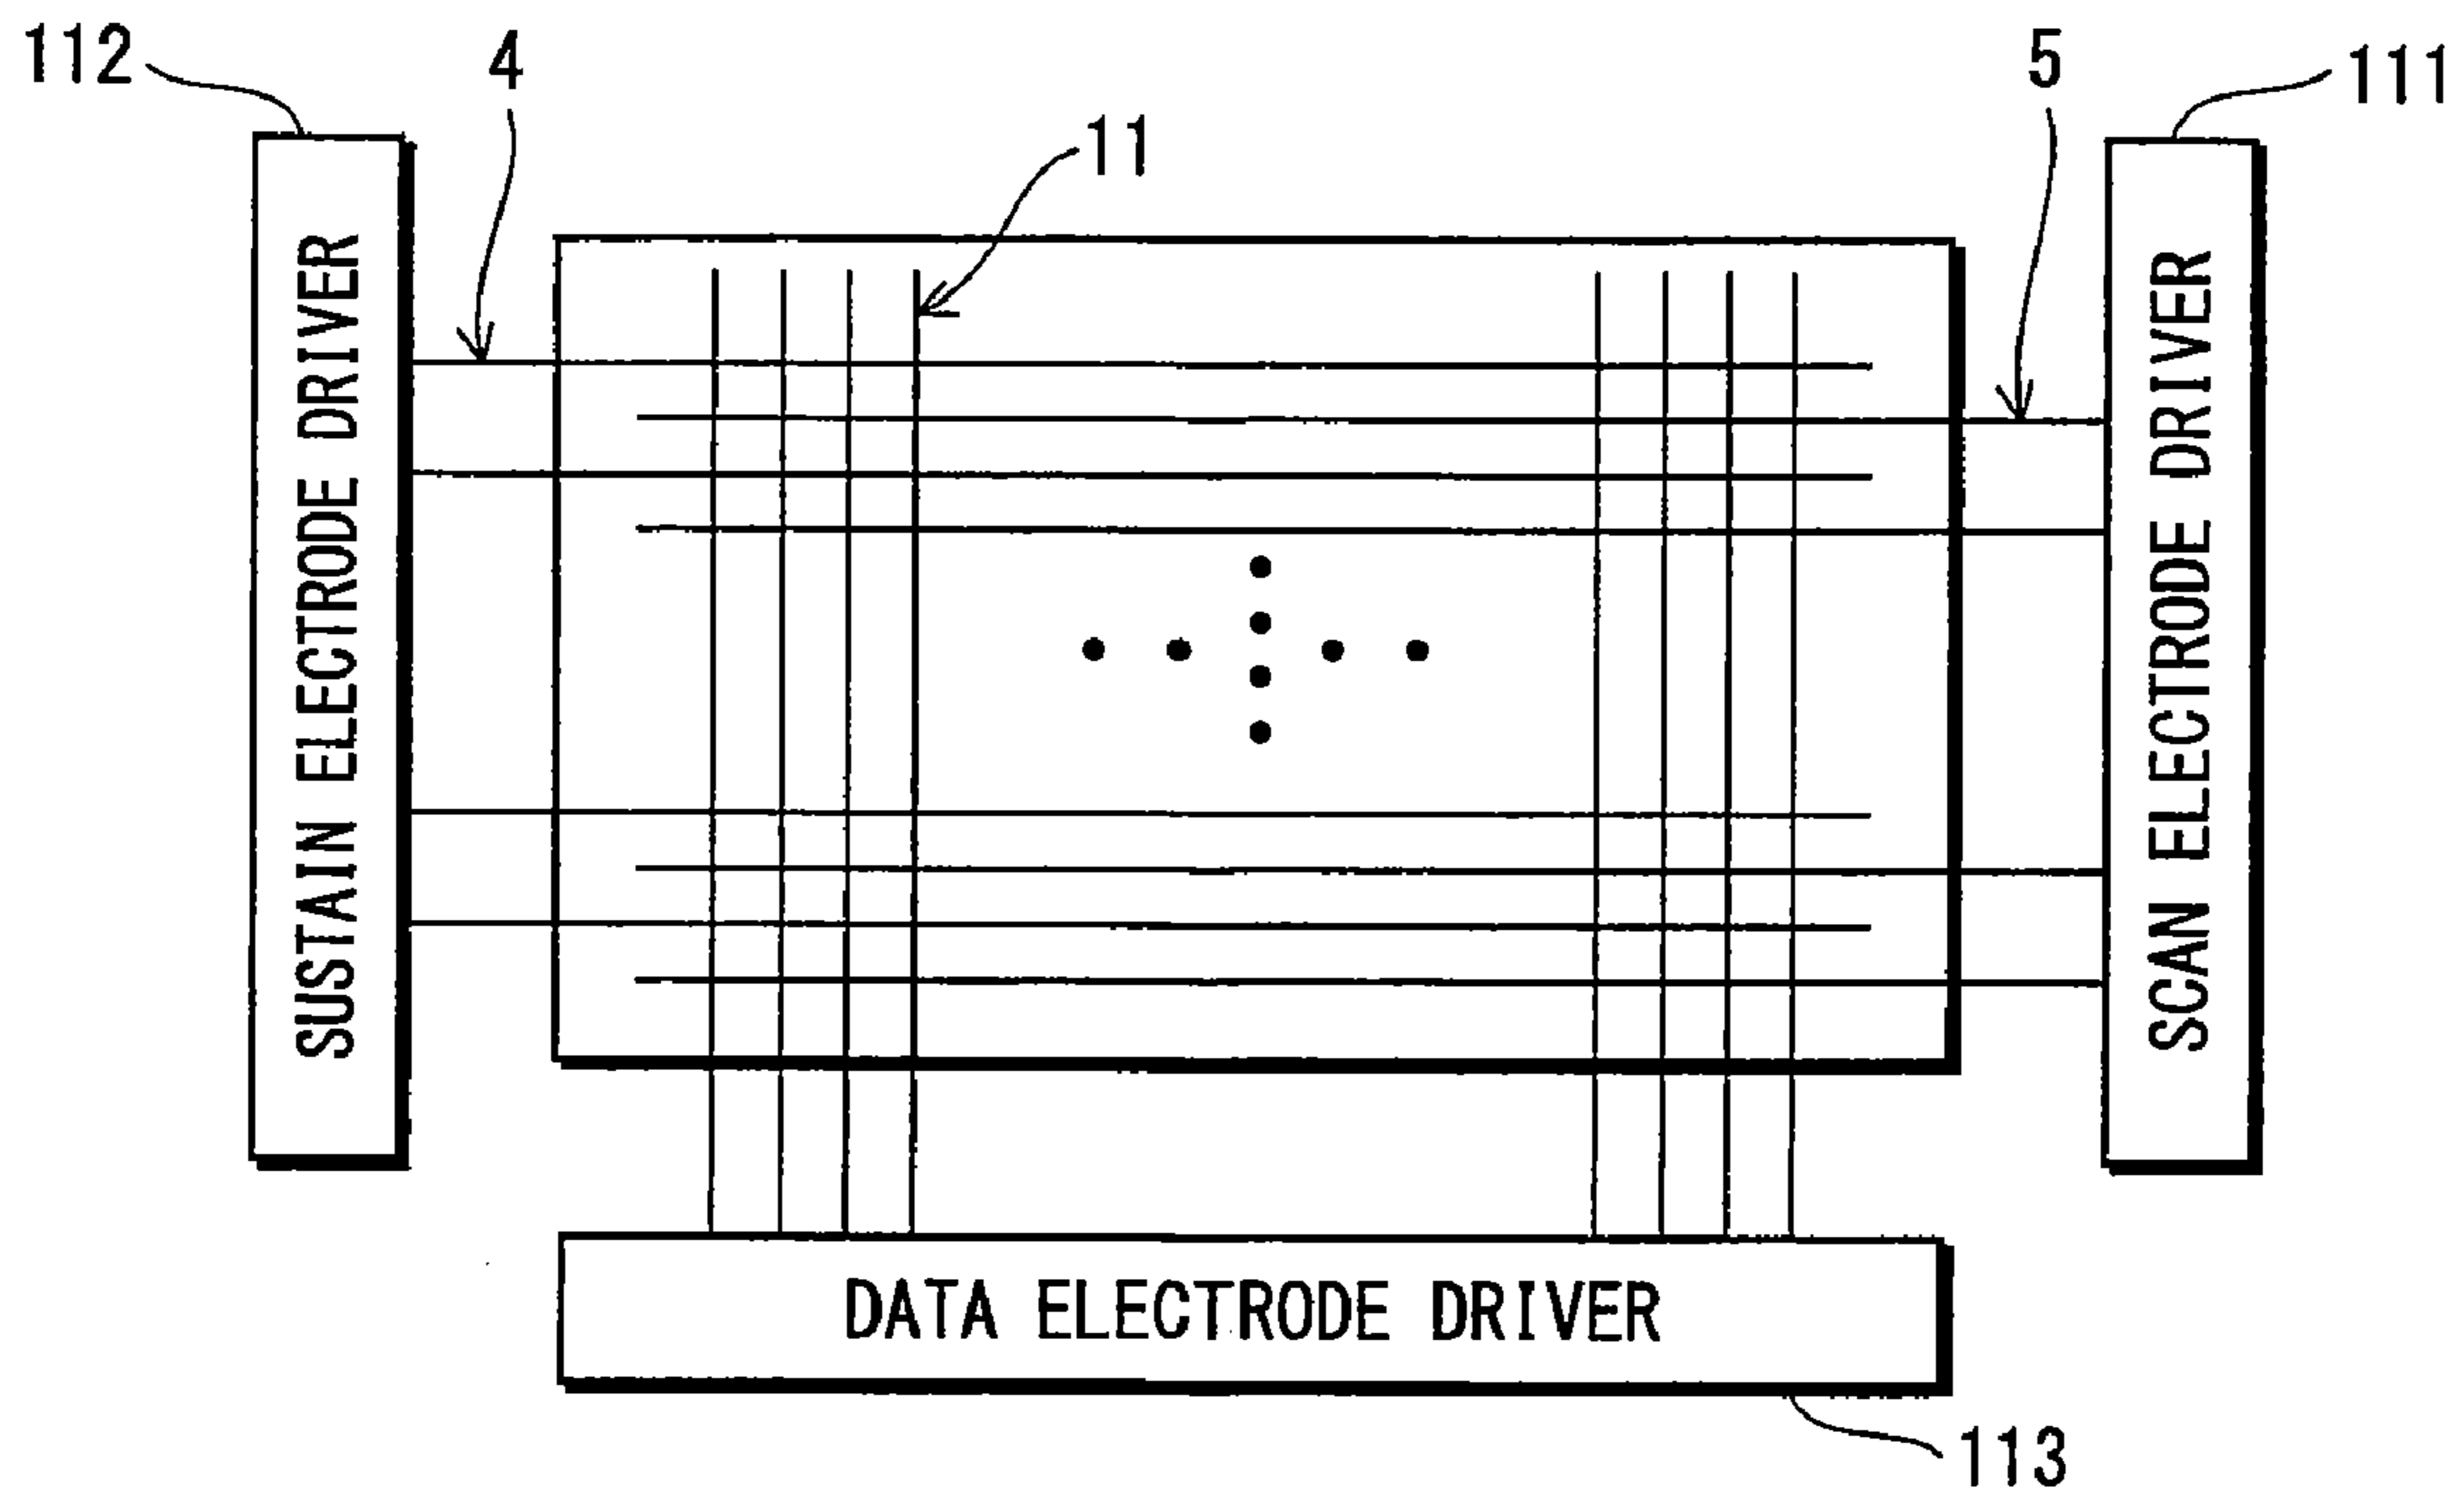 112
4
5
111
11
SUSTAIN ELECTRODE DRIVER
SCAN ELECTRODE DRIVER
DATA ELECTRODE DRIVER
113